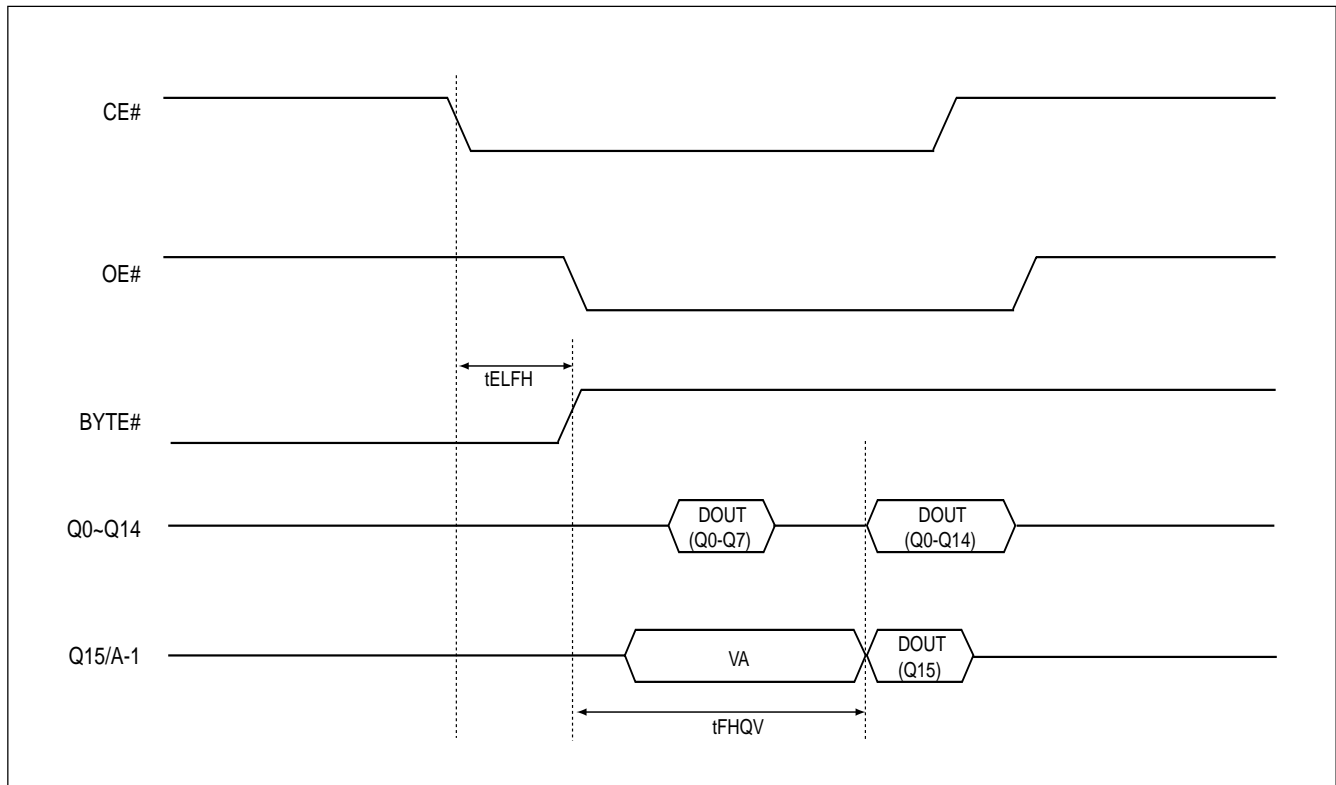 CE#
OE#
tELFH
BYTE#
Q0~Q14
DOUT
(Q0-Q7)
DOUT
(Q0-Q14)
Q15/A-1
VA
DOUT
(Q15)
tFHQV